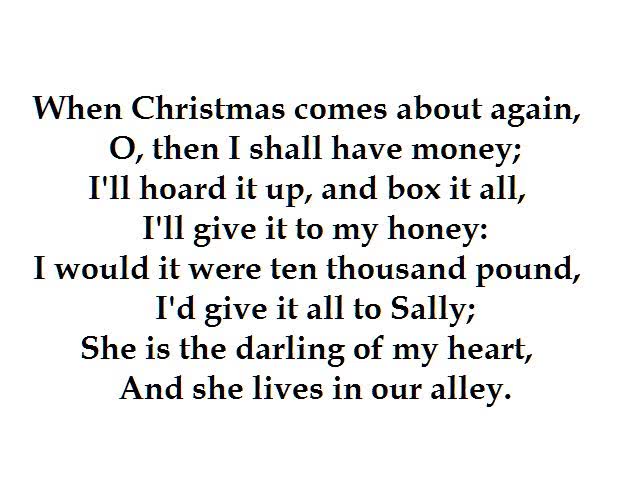 When Christmas comes about again,
O, then I shall have money;
I'll hoard it up, and box it all,
I'll give it to my honey:
I would it were ten thousand pound,
I'd give it all to Sally;
She is the darling of my heart,
And she lives in our alley.